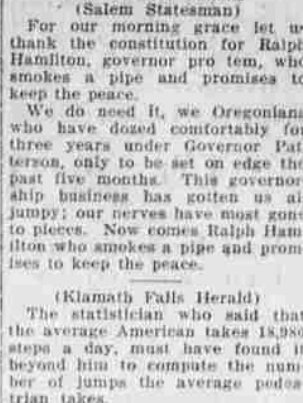 (Salem Statesman)
For our morning grace let us
thank the constitution for Ralph
Hamilton, governor pro tem, who
smokes a pipe and promises to
keep the peace.
We do need it, we Oregonians
who have dozed comfortably for
three years under Governor Pat
terson, only to be set on edge the
past five months. This governor
ship business has gotten us all
jumpy; our nerves have most gone
to pieces. Now comes Ralph Ham
ilton who smokes a pipe and prom
ises to keep the peace.
(Klamath Falls Herald)
The statistician who said that
the average American takes 18,98
steps a day, must have found it
beyond him to compute the num
ber of jumps the average pedes
trian takes.